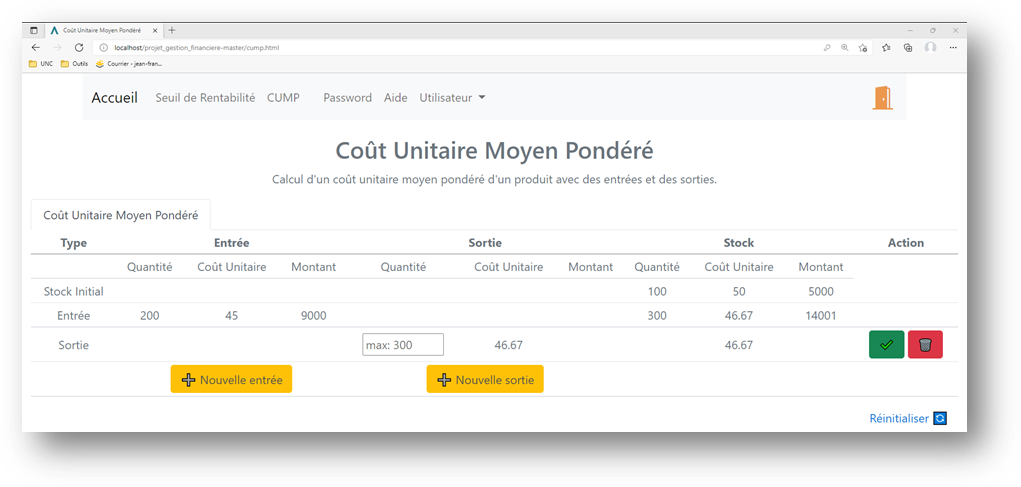 Coût Unitaire Moyen Pondéré
localhost/projet_gestion_financiere-master/cump.html
UNC Outils Courrier - jean-fran...
Accueil Seuil de Rentabilité CUMP Password Aide Utilisateur
Coût Unitaire Moyen Pondéré
Calcul d'un coût unitaire moyen pondéré d'un produit avec des entrées et des sorties.
Coût Unitaire Moyen Pondéré
Type Entrée Sortie Stock Action
Quantité Coût Unitaire Montant Quantité Coût Unitaire Montant Quantité Coût Unitaire Montant
Stock Initial 100 50 5000
Entrée 200 45 9000 300 46.67 14001
Sortie max: 300 46.67 46.67
Nouvelle entrée Nouvelle sortie
Réinitialiser